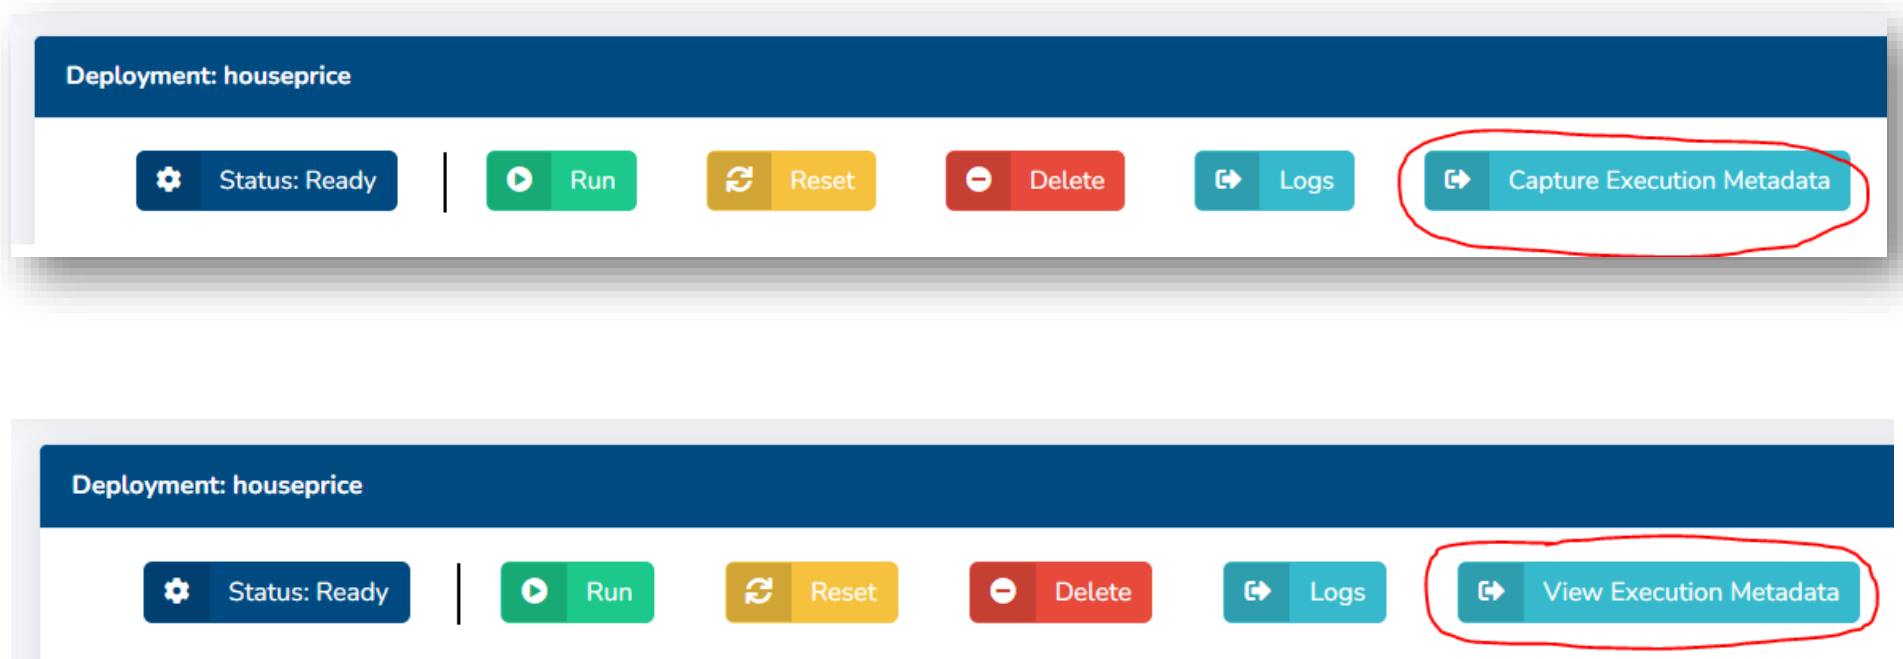 Deployment: houseprice
Status: Ready Run Reset Delete Logs Capture Execution Metadata
Deployment: houseprice
Status: Ready Run Reset Delete Logs View Execution Metadata